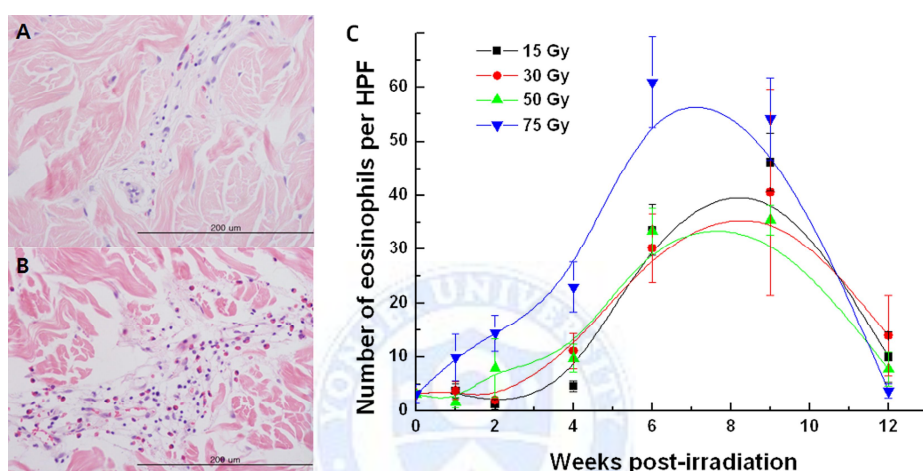 A
200 um
B
200 um
C
15 Gy
30 Gy
50 Gy
75 Gy
Number of eosinophils per HPF
60
50
40
30
20
10
0
0 2 4 6 8 10 12
Weeks post-irradiation
UNIVERSITY